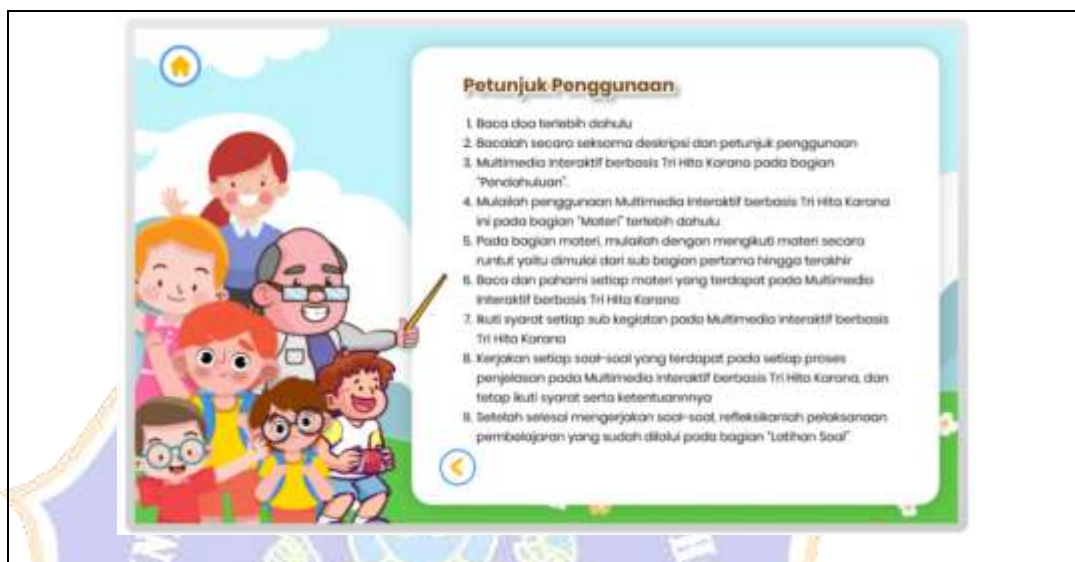 Petunjuk Penggunaan
1. Baca doa terlebih dahulu
2. Bacalah secara seksama deskripsi dan petunjuk penggunaan
3. Multimedia Interaktif berbasis Tri Hita Karana pada bagian
"Pendahuluan".
4. Mulailah penggunaan Multimedia Interaktif berbasis Tri Hita Karana
ini pada bagian "Materi" terlebih dahulu
5. Pada bagian materi, mulailah dengan mengikuti materi secara
runtut yaitu dimulai dari sub bagian pertama hingga terakhir
6. Baca dan pahami setiap materi yang terdapat pada Multimedia
Interaktif berbasis Tri Hita Karana
7. Ikuti syarat setiap sub kegiatan pada Multimedia Interaktif berbasis
Tri Hita Karana
8. Kerjakan setiap soal-soal yang terdapat pada setiap proses
penjelasan pada Multimedia Interaktif berbasis Tri Hita Karana, dan
tetap ikuti syarat serta ketentuannnya
9. Setelah selesai mengerjakan soal-soal, refleksikanlah pelaksanaan
pembelajaran yang sudah dilalui pada bagian "Latihan Soal"